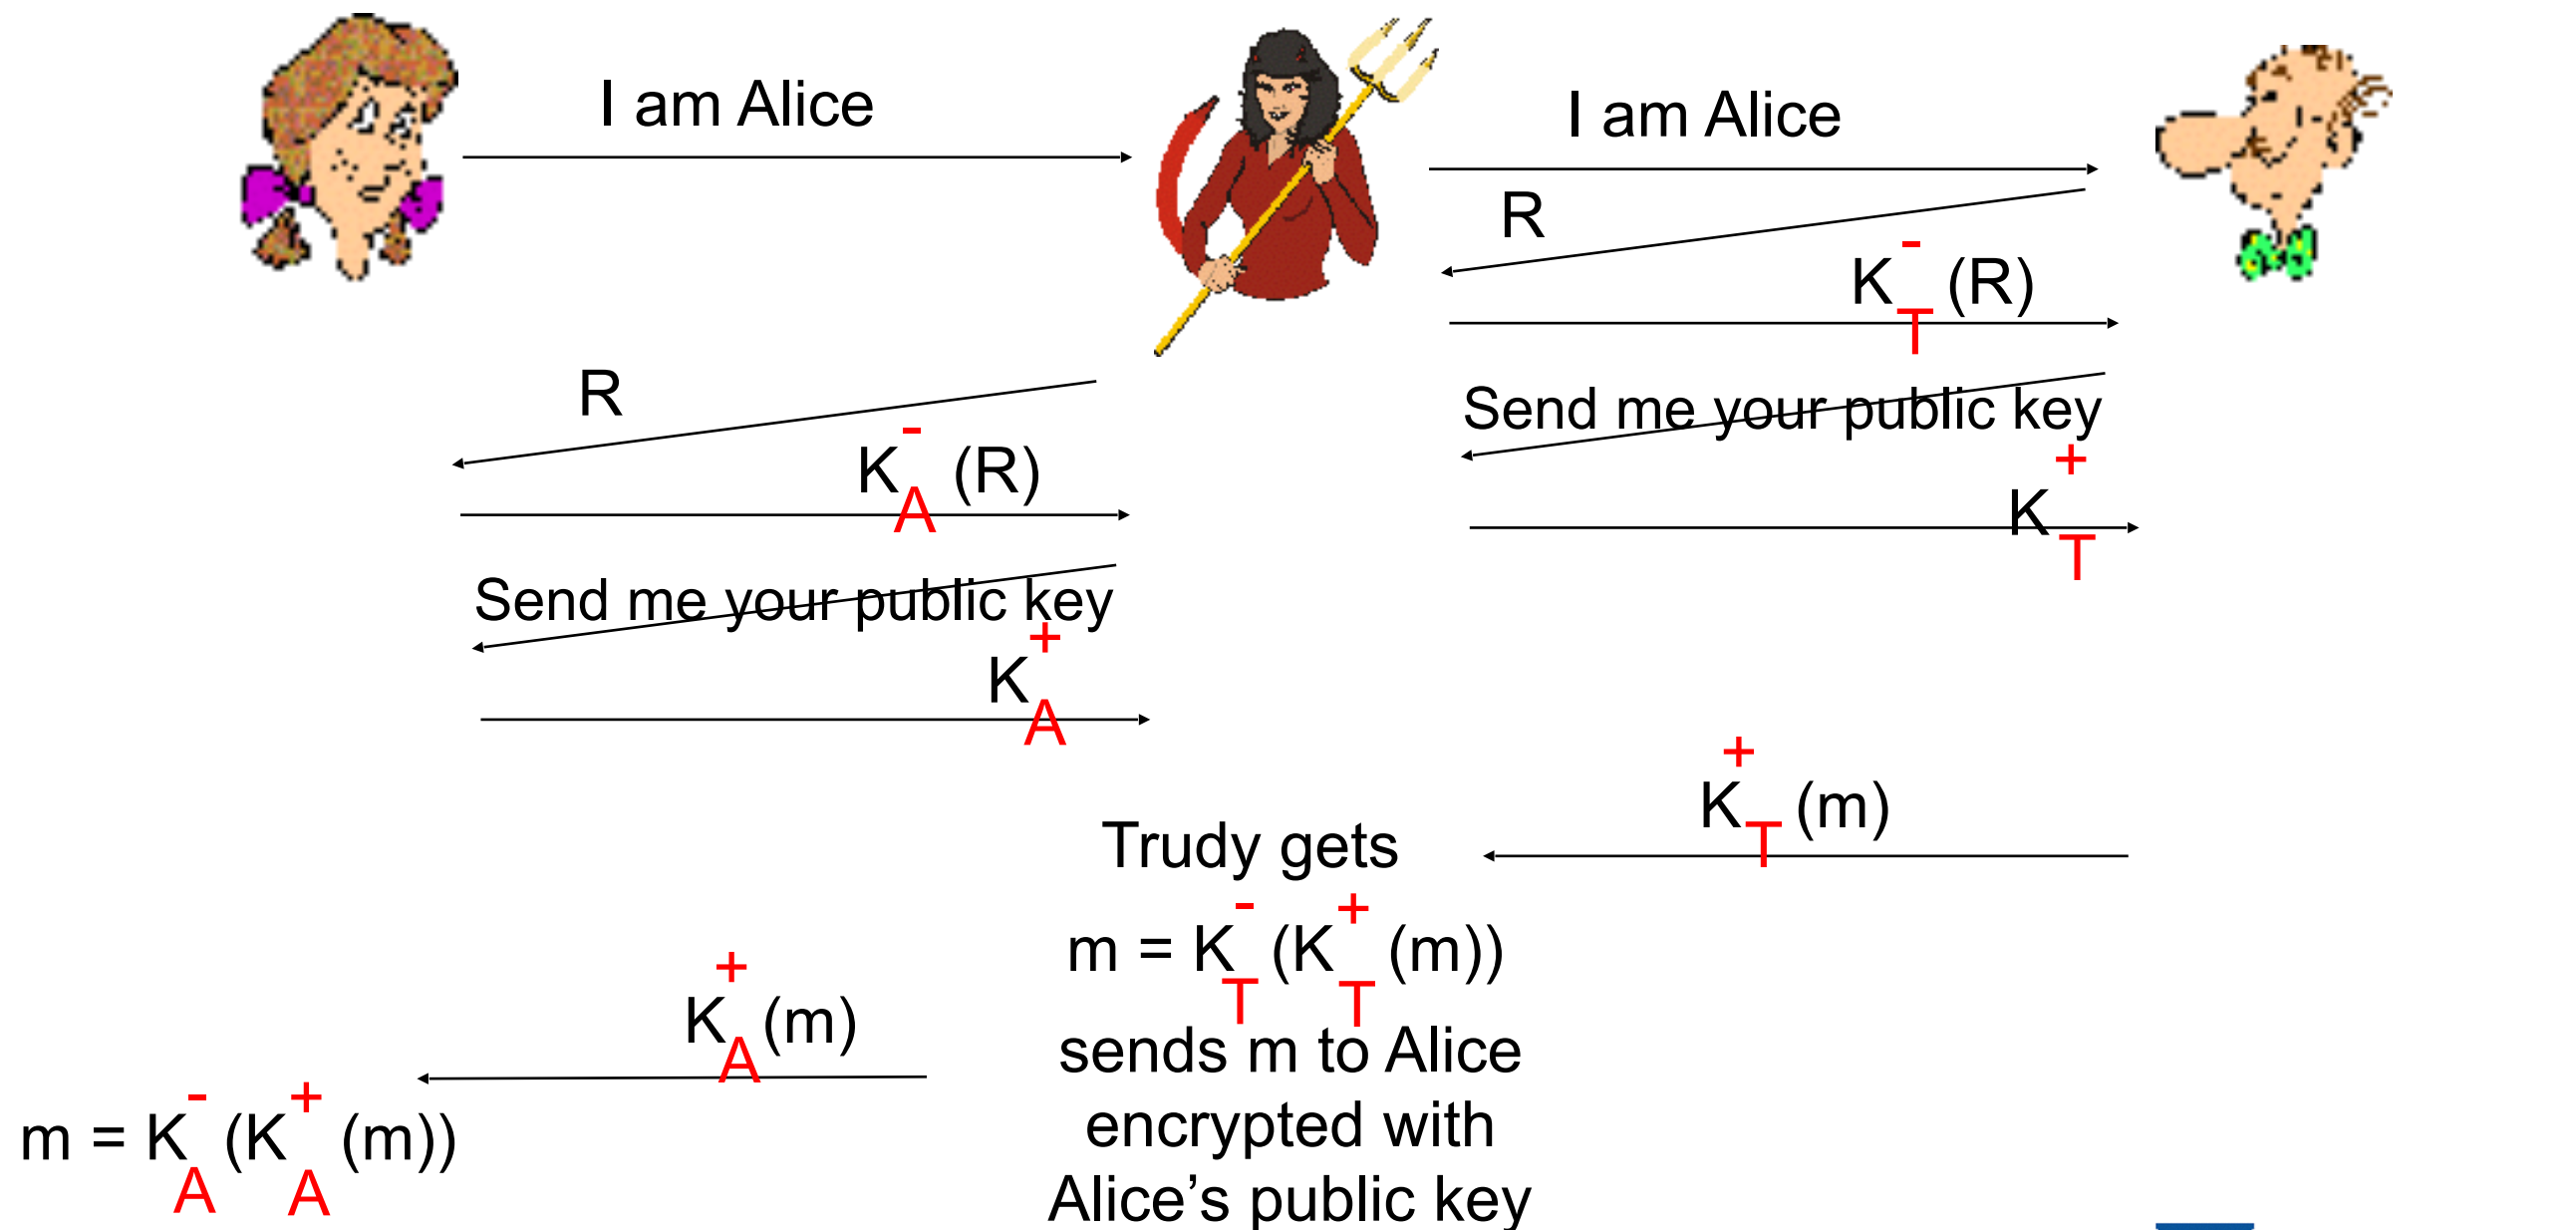 I am Alice
I am Alice
R
K⁻T (R)
R
Send me your public key
K⁻A (R)
K⁺T
Send me your public key
K⁺A
K⁺T (m)
Trudy gets
m = K⁻T (K⁺T (m))
K⁺A (m)
sends m to Alice
encrypted with
m = K⁻A (K⁺A (m))
Alice’s public key